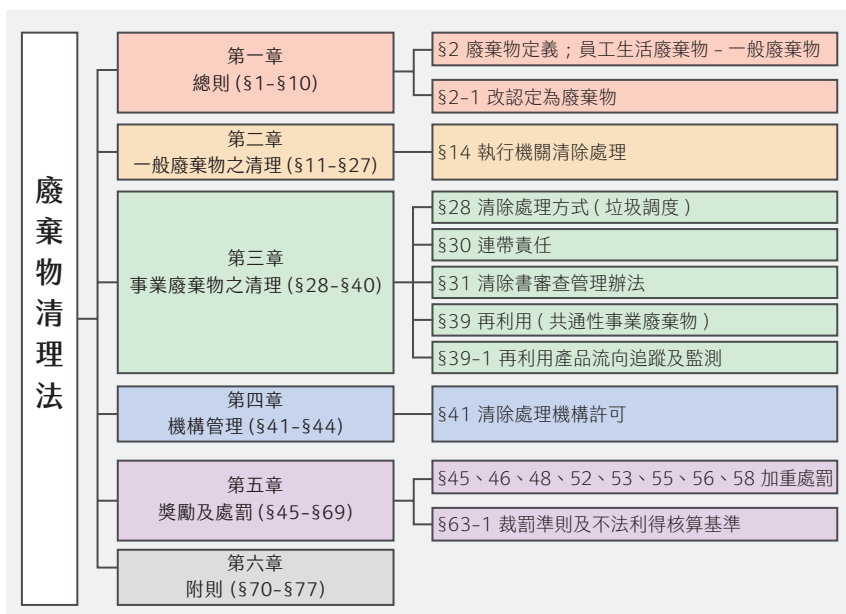 廢棄物清理法
第一章
總則 (§1-§10)
§2 廢棄物定義；員工生活廢棄物 – 一般廢棄物
§2-1 改認定為廢棄物
第二章
一般廢棄物之清理 (§11-§27)
§14 執行機關清除處理
第三章
事業廢棄物之清理 (§28-§40)
§28 清除處理方式 ( 垃圾調度 )
§30 連帶責任
§31 清除書審查管理辦法
§39 再利用 ( 共通性事業廢棄物 )
§39-1 再利用產品流向追蹤及監測
第四章
機構管理 (§41-§44)
§41 清除處理機構許可
第五章
獎勵及處罰 (§45-§69)
§45、46、48、52、53、55、56、58 加重處罰
§63-1 裁罰準則及不法利得核算基準
第六章
附則 (§70-§77)